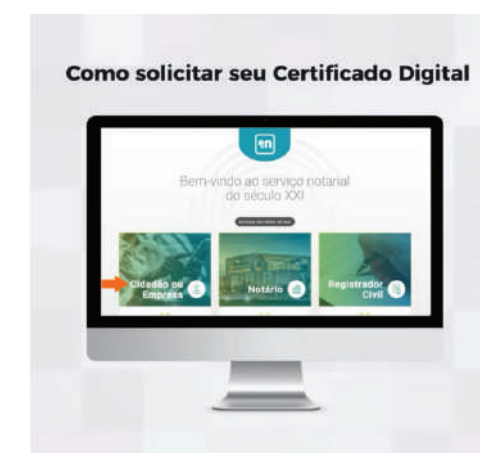 Como solicitar seu Certificado Digital
en
Bem-vindo ao serviço notarial
do século XXI
Cidadão ou
Empresa
Notário
Registrador
Civil